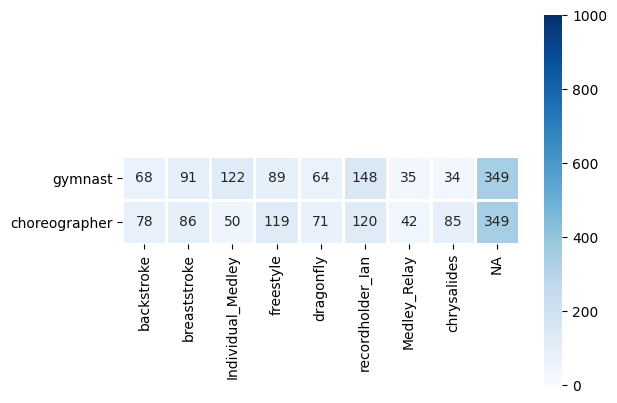 1000
800
600
400
200
0
gymnast 68 91 122 89 64 148 35 34 349
choreographer 78 86 50 119 71 120 42 85 349
backstroke
breaststroke
Individual_Medley
freestyle
dragonfly
recordholder_Ian
Medley_Relay
chrysalides
NA